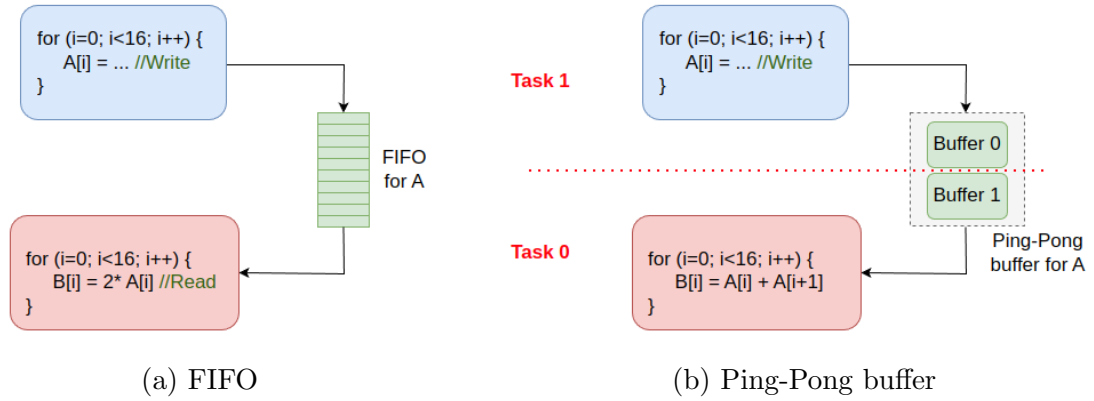 for (i=0; i<16; i++) {
A[i] = ... //Write
}
FIFO
for A
for (i=0; i<16; i++) {
B[i] = 2* A[i] //Read
}
(a) FIFO
Task 1
for (i=0; i<16; i++) {
A[i] = ... //Write
}
Buffer 0
Buffer 1
Task 0
Ping-Pong
buffer for A
for (i=0; i<16; i++) {
B[i] = A[i] + A[i+1]
}
(b) Ping-Pong buffer